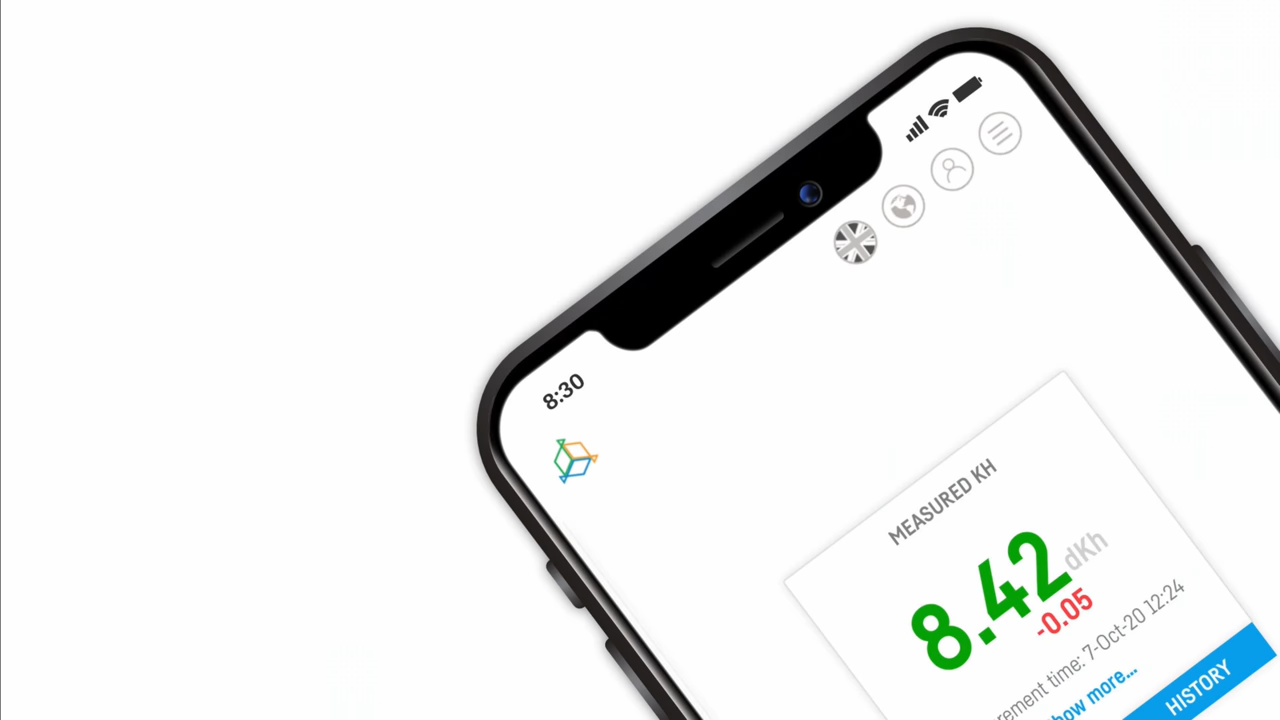 8:30
MEASURED KH
8.42 dKh
-0.05
rement time: 7-Oct-20 12:24
how more...
HISTORY